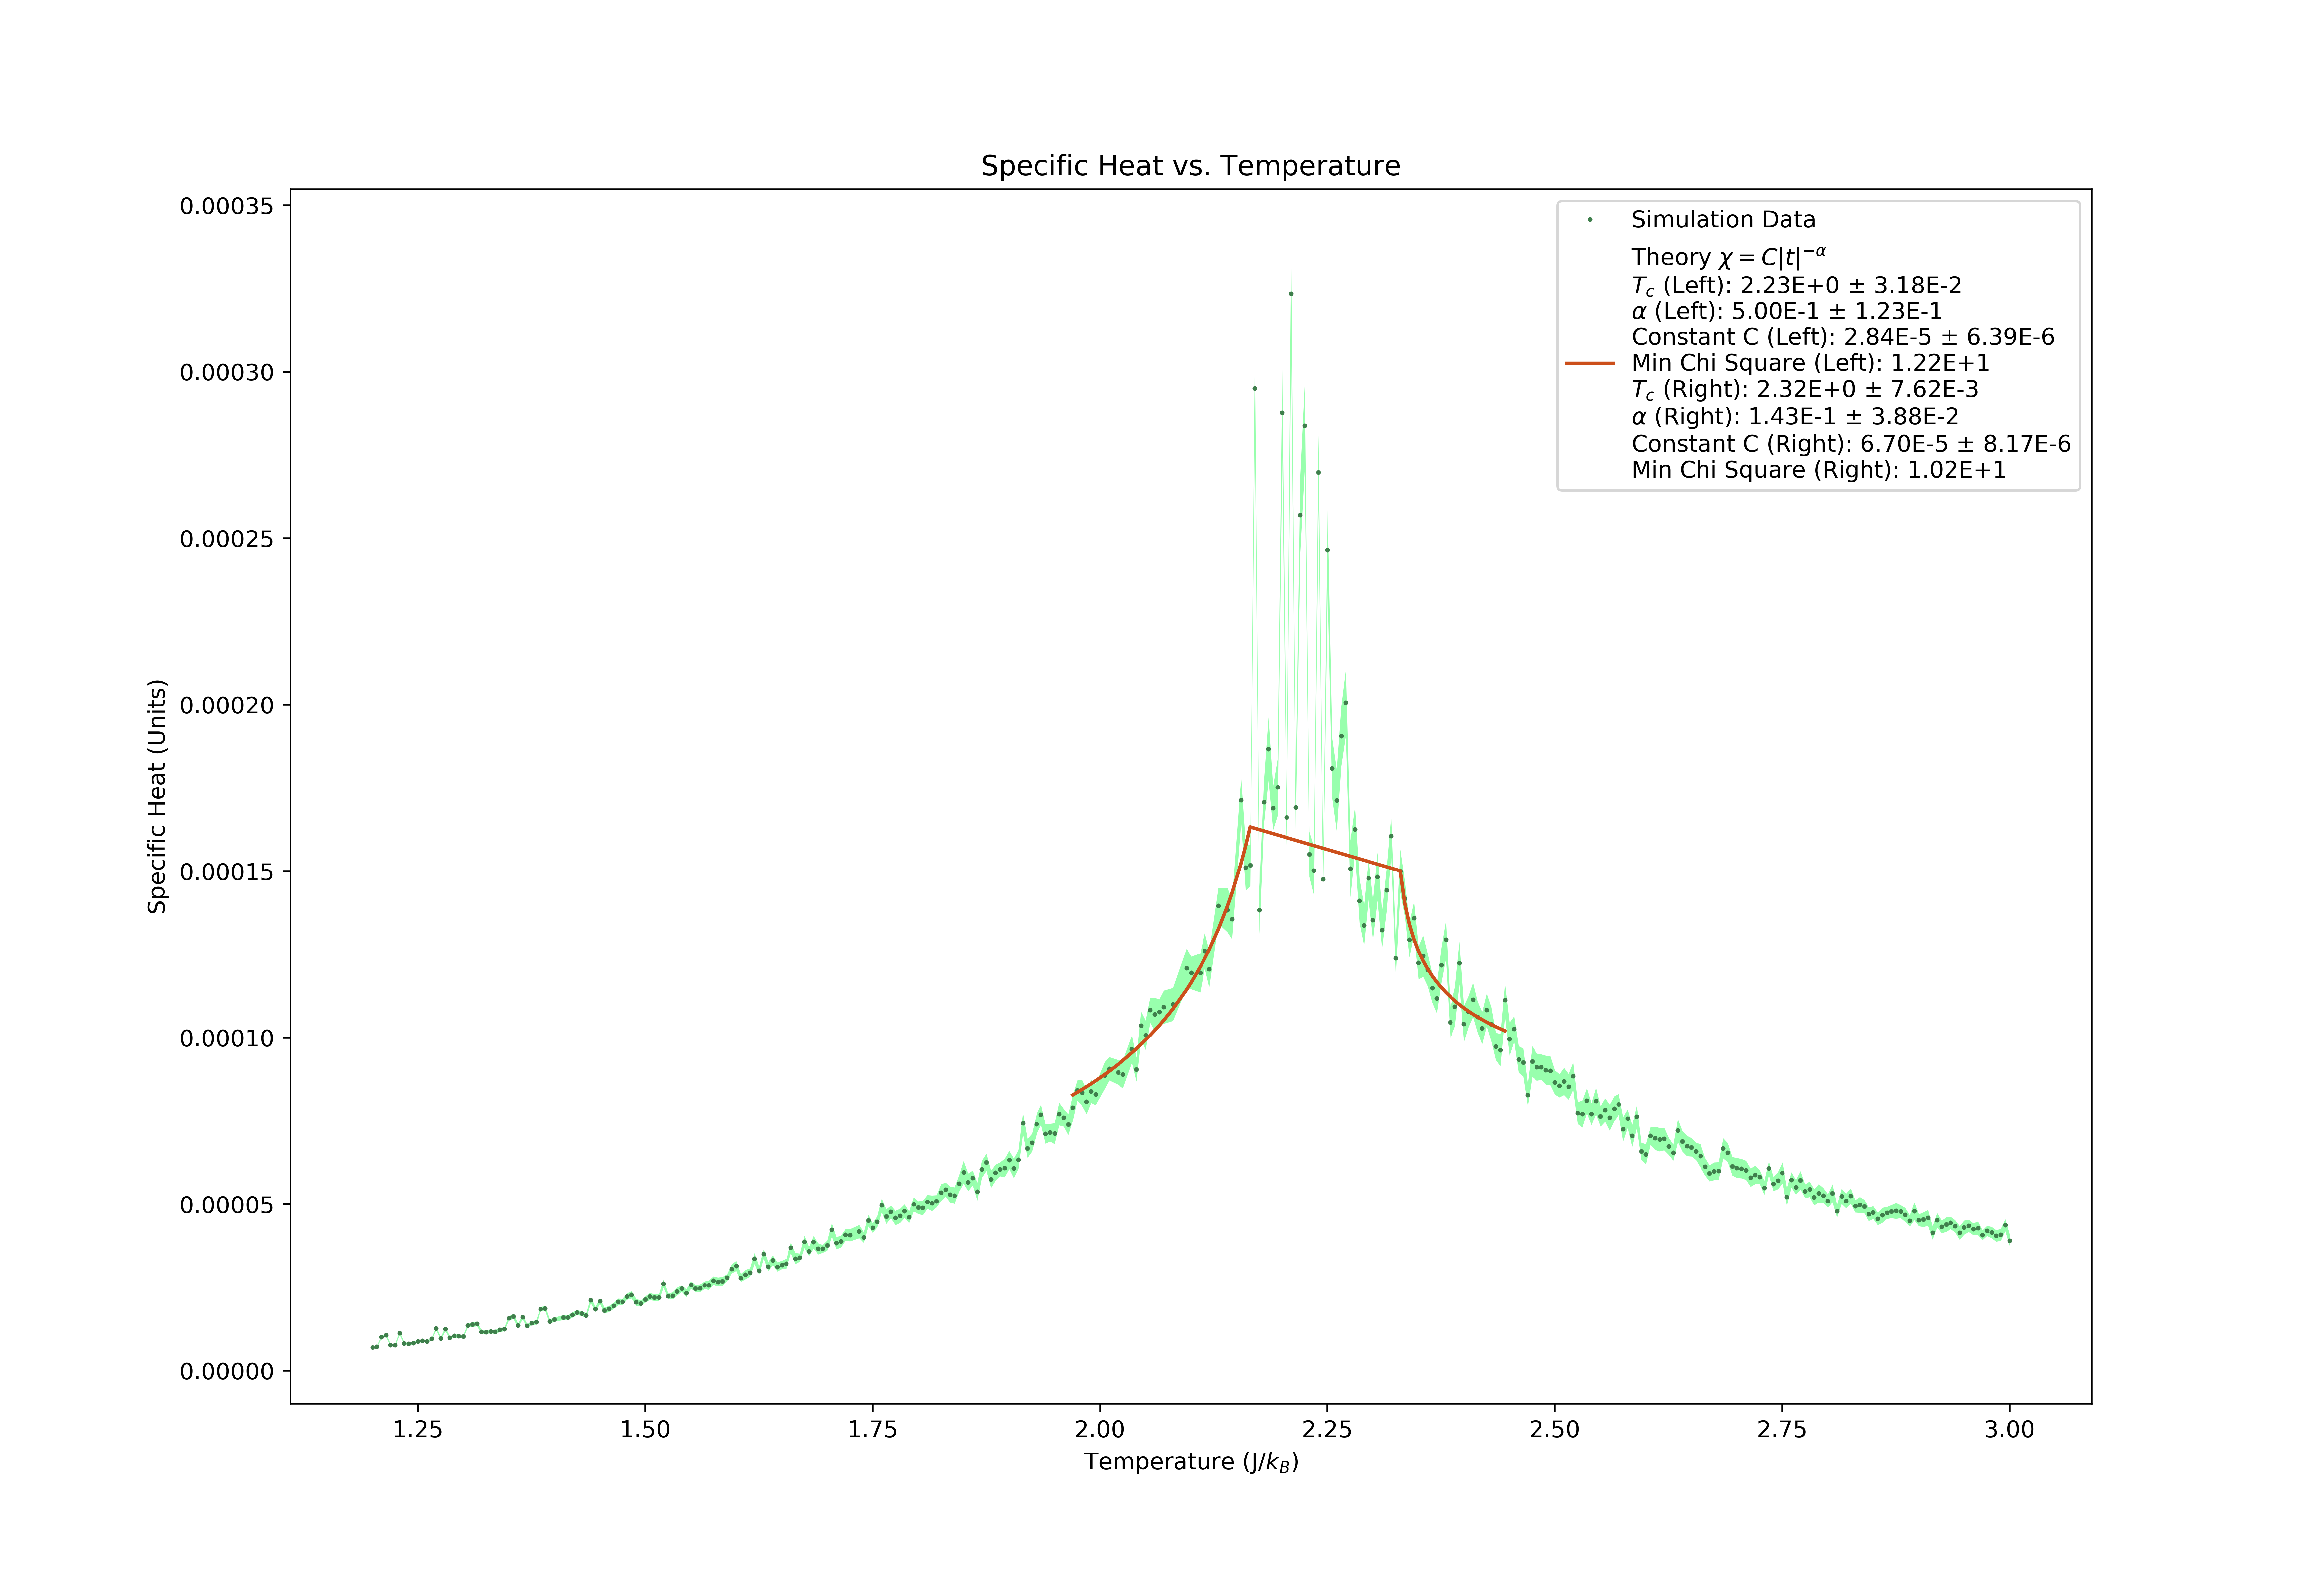 Specific Heat vs. Temperature
0.00035
0.00030
0.00025
0.00020
0.00015
0.00010
0.00005
0.00000
Specific Heat (Units)
Simulation Data
Theory χ = C|t|^{−α}
T_c (Left): 2.23E+0 ± 3.18E-2
α (Left): 5.00E-1 ± 1.23E-1
Constant C (Left): 2.84E-5 ± 6.39E-6
Min Chi Square (Left): 1.22E+1
T_c (Right): 2.32E+0 ± 7.62E-3
α (Right): 1.43E-1 ± 3.88E-2
Constant C (Right): 6.70E-5 ± 8.17E-6
Min Chi Square (Right): 1.02E+1
1.25 1.50 1.75 2.00 2.25 2.50 2.75 3.00
Temperature (J/k_B)